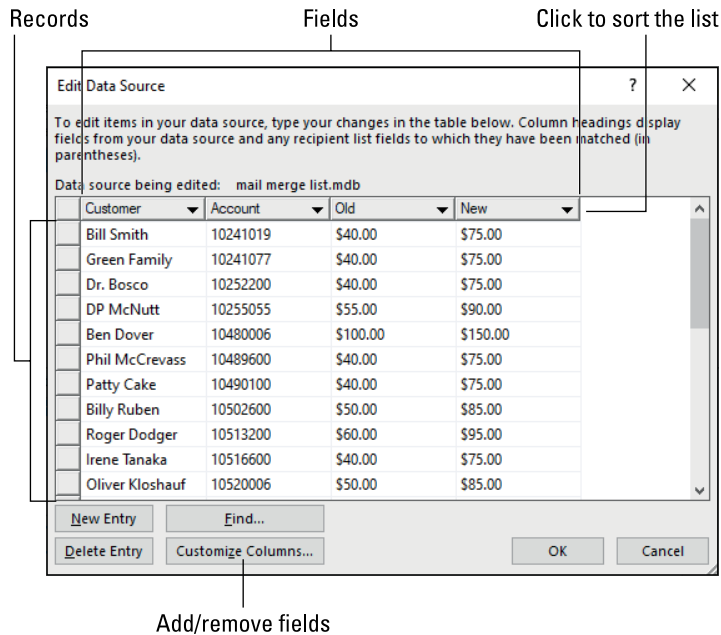 Records Fields Click to sort the list
Edit Data Source ? ×
To edit items in your data source, type your changes in the table below. Column headings display
fields from your data source and any recipient list fields to which they have been matched (in
parentheses).
Data source being edited: mail merge list.mdb
Customer Account Old New
Bill Smith 10241019 $40.00 $75.00
Green Family 10241077 $40.00 $75.00
Dr. Bosco 10252200 $40.00 $75.00
DP McNutt 10255055 $55.00 $90.00
Ben Dover 10480006 $100.00 $150.00
Phil McCrevass 10489600 $40.00 $75.00
Patty Cake 10490100 $40.00 $75.00
Billy Ruben 10502600 $50.00 $85.00
Roger Dodger 10513200 $60.00 $95.00
Irene Tanaka 10516600 $40.00 $75.00
Oliver Kloshauf 10520006 $50.00 $85.00
New Entry Find...
Delete Entry Customize Columns... OK Cancel
Add/remove fields